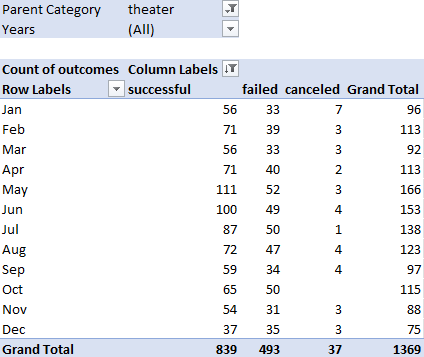 Parent Category theater
Years (All)
Count of outcomes Column Labels
Row Labels successful failed canceled Grand Total
Jan 56 33 7 96
Feb 71 39 3 113
Mar 56 33 3 92
Apr 71 40 2 113
May 111 52 3 166
Jun 100 49 4 153
Jul 87 50 1 138
Aug 72 47 4 123
Sep 59 34 4 97
Oct 65 50 115
Nov 54 31 3 88
Dec 37 35 3 75
Grand Total 839 493 37 1369